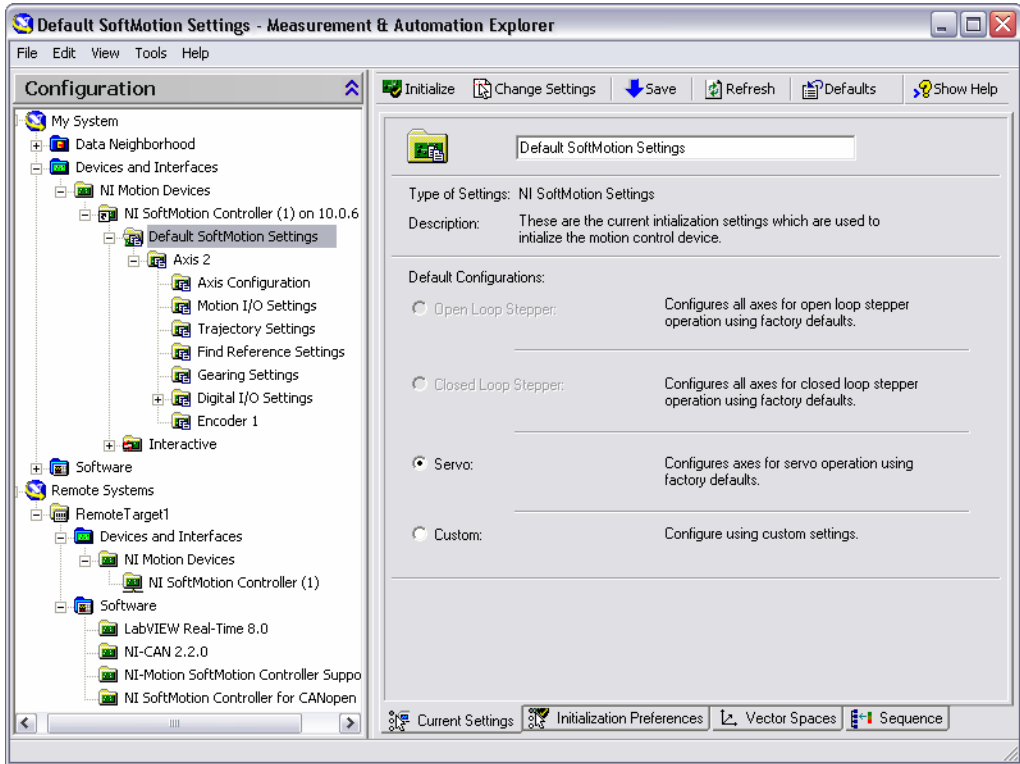 Default SoftMotion Settings - Measurement & Automation Explorer
File Edit View Tools Help
Configuration
My System
Data Neighborhood
Devices and Interfaces
NI Motion Devices
NI SoftMotion Controller (1) on 10.0.6
Default SoftMotion Settings
Axis 2
Axis Configuration
Motion I/O Settings
Trajectory Settings
Find Reference Settings
Gearing Settings
Digital I/O Settings
Encoder 1
Interactive
Software
Remote Systems
RemoteTarget1
Devices and Interfaces
NI Motion Devices
NI SoftMotion Controller (1)
Software
LabVIEW Real-Time 8.0
NI-CAN 2.2.0
NI-Motion SoftMotion Controller Suppo
NI SoftMotion Controller for CANopen
Initialize Change Settings Save Refresh Defaults Show Help
Default SoftMotion Settings
Type of Settings: NI SoftMotion Settings
Description: These are the current intialization settings which are used to
intialize the motion control device.
Default Configurations:
Open Loop Stepper: Configures all axes for open loop stepper
operation using factory defaults.
Closed Loop Stepper: Configures all axes for closed loop stepper
operation using factory defaults.
Servo: Configures axes for servo operation using
factory defaults.
Custom: Configure using custom settings.
Current Settings Initialization Preferences Vector Spaces Sequence